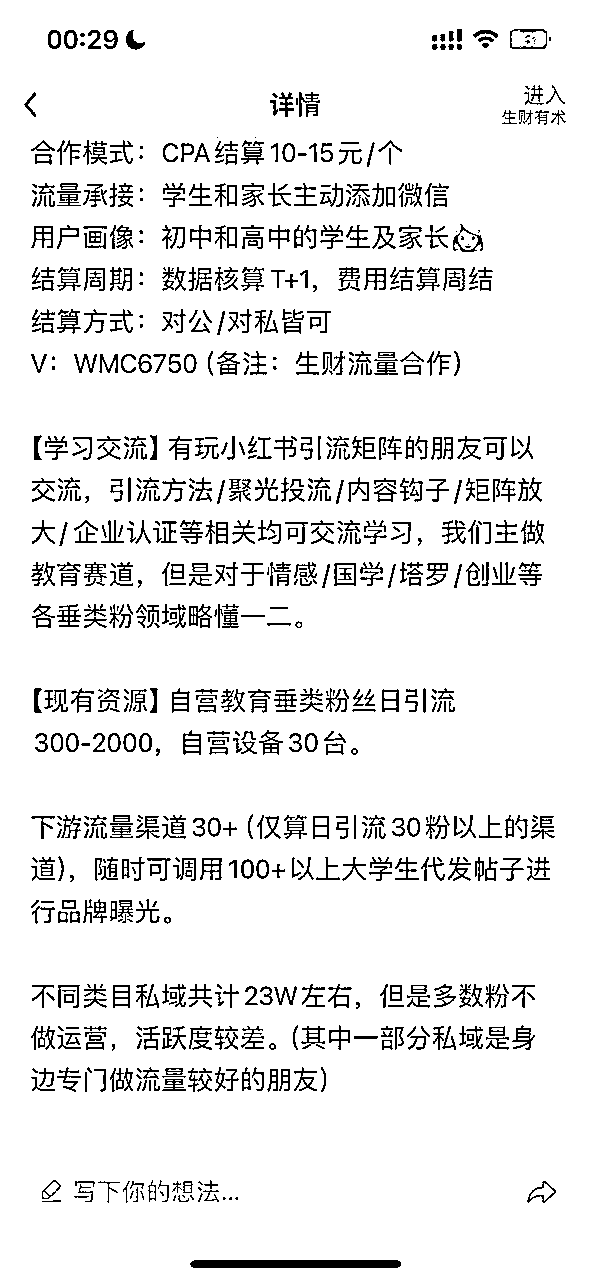 00:29
详情
进入
生财有术
合作模式：CPA结算10-15元/个
流量承接：学生和家长主动添加微信
用户画像：初中和高中的学生及家长
结算周期：数据核算T+1，费用结算周结
结算方式：对公/对私皆可
V：WMC6750（备注：生财流量合作）
【学习交流】有玩小红书引流矩阵的朋友可以
交流，引流方法/聚光投流/内容钩子/矩阵放
大/企业认证等相关均可交流学习，我们主做
教育赛道，但是对于情感/国学/塔罗/创业等
各垂类粉领域略懂一二。
【现有资源】自营教育垂类粉丝日引流
300-2000，自营设备30台。
下游流量渠道30+（仅算日引流30粉以上的渠
道），随时可调用100+以上大学生代发帖子进
行品牌曝光。
不同类目私域共计23W左右，但是多数粉不
做运营，活跃度较差。（其中一部分私域是身
边专门做流量较好的朋友）
写下你的想法...